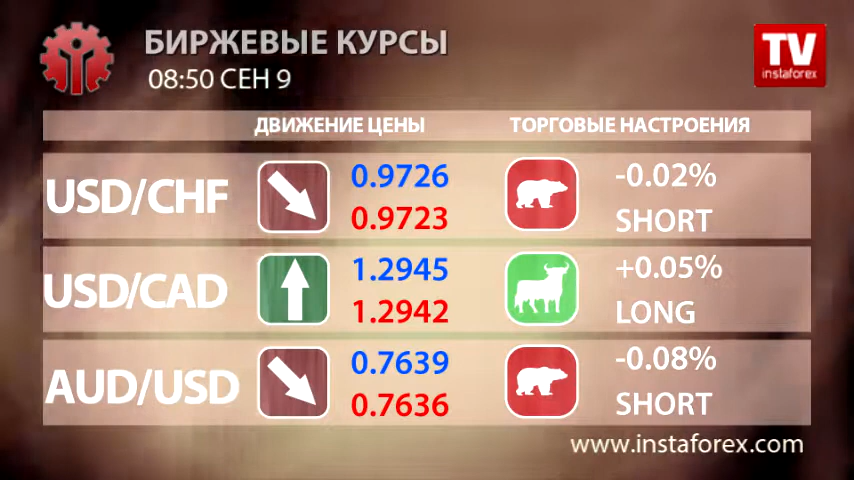 БИРЖЕВЫЕ КУРСЫ
08:50 СЕН 9
TV
instaforex
ДВИЖЕНИЕ ЦЕНЫ ТОРГОВЫЕ НАСТРОЕНИЯ
USD/CHF
0.9726
0.9723
-0.02%
SHORT
USD/CAD
1.2945
1.2942
+0.05%
LONG
AUD/USD
0.7639
0.7636
-0.08%
SHORT
www.instaforex.com